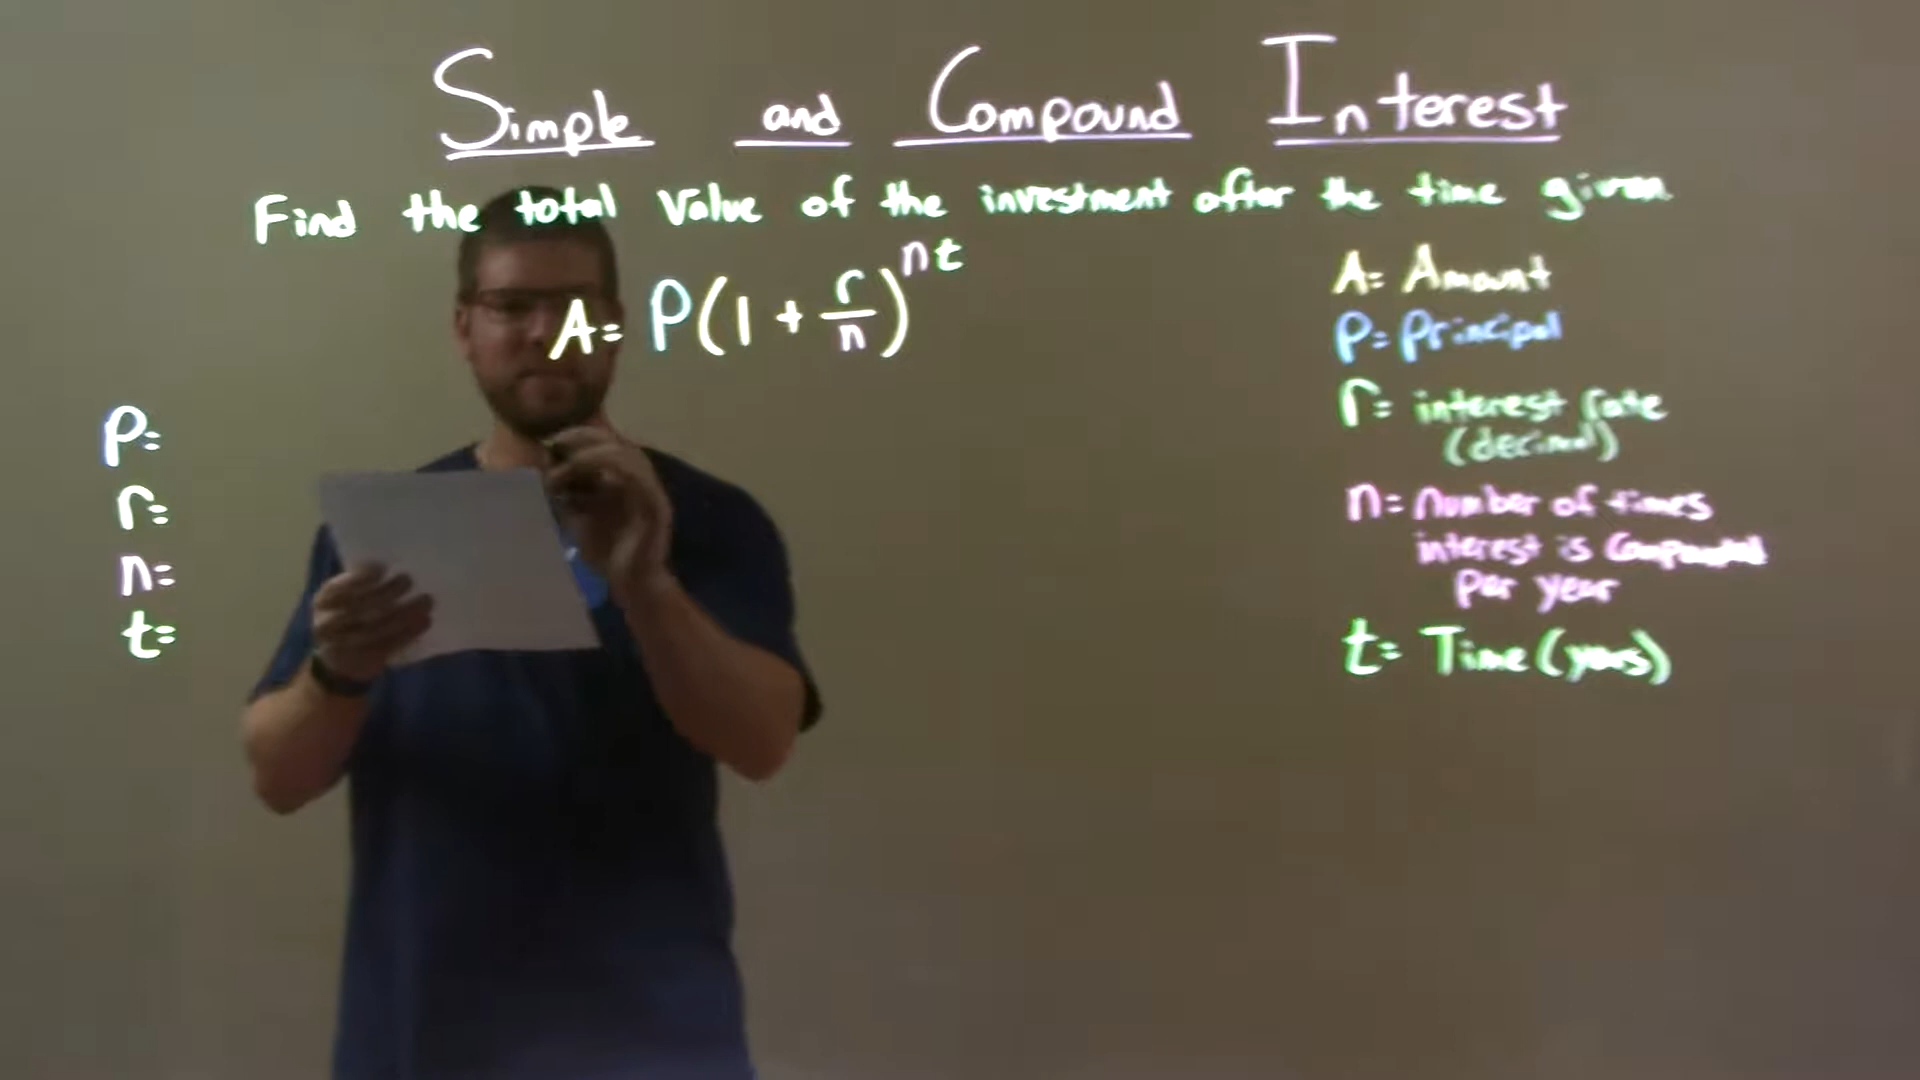 Simple and Compound Interest
Find the total Value of the investment after the time given
A= P(1 + r/n)^nt
A= Amount
P= Principal
r= interest rate
(decimal)
n= number of times
interest is Compounded
per year
t= Time (years)
P=
r=
n=
t=